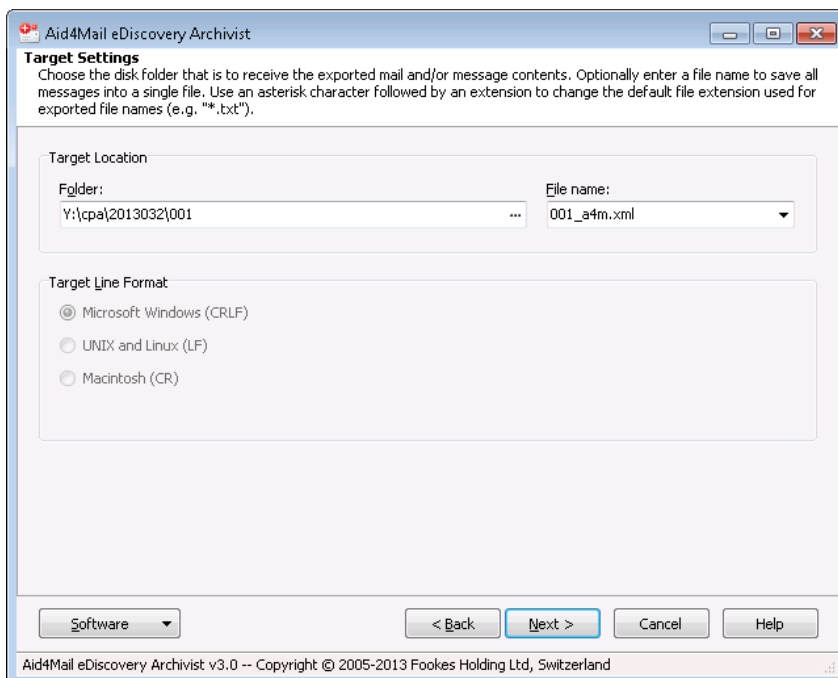 Aid4Mail eDiscovery Archivist
Target Settings
Choose the disk folder that is to receive the exported mail and/or message contents. Optionally enter a file name to save all
messages into a single file. Use an asterisk character followed by an extension to change the default file extension used for
exported file names (e.g. "*.txt").
Target Location
Folder:
File name:
Y:\cpa\2013032\001
...
001_a4m.xml
Target Line Format
Microsoft Windows (CRLF)
UNIX and Linux (LF)
Macintosh (CR)
Software
< Back
Next >
Cancel
Help
Aid4Mail eDiscovery Archivist v3.0 -- Copyright © 2005-2013 Fookes Holding Ltd, Switzerland